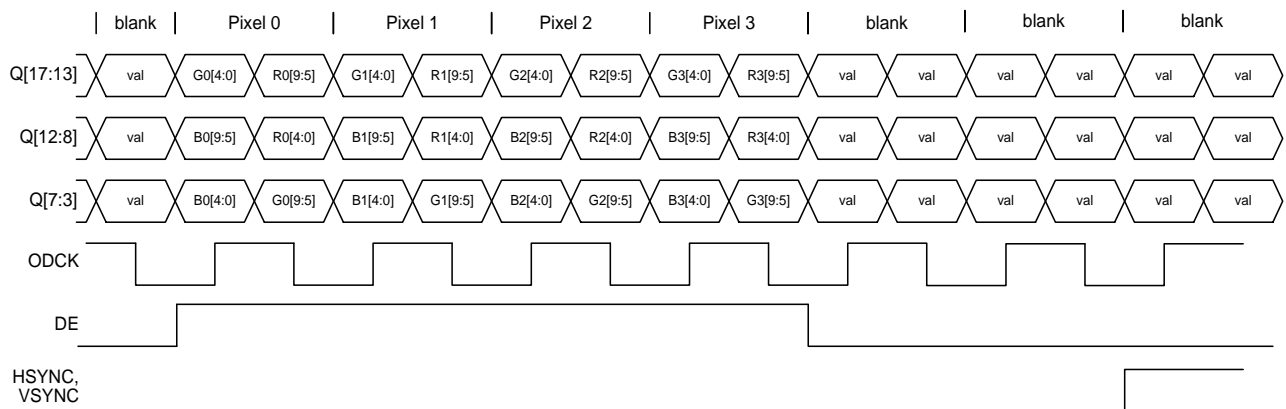 blank Pixel 0 Pixel 1 Pixel 2 Pixel 3 blank blank blank
Q[17:13] val G0[4:0] R0[9:5] G1[4:0] R1[9:5] G2[4:0] R2[9:5] G3[4:0] R3[9:5] val val val val val val
Q[12:8] val B0[9:5] R0[4:0] B1[9:5] R1[4:0] B2[9:5] R2[4:0] B3[9:5] R3[4:0] val val val val val val
Q[7:3] val B0[4:0] G0[9:5] B1[4:0] G1[9:5] B2[4:0] G2[9:5] B3[4:0] G3[9:5] val val val val val val
ODCK
DE
HSYNC,
VSYNC